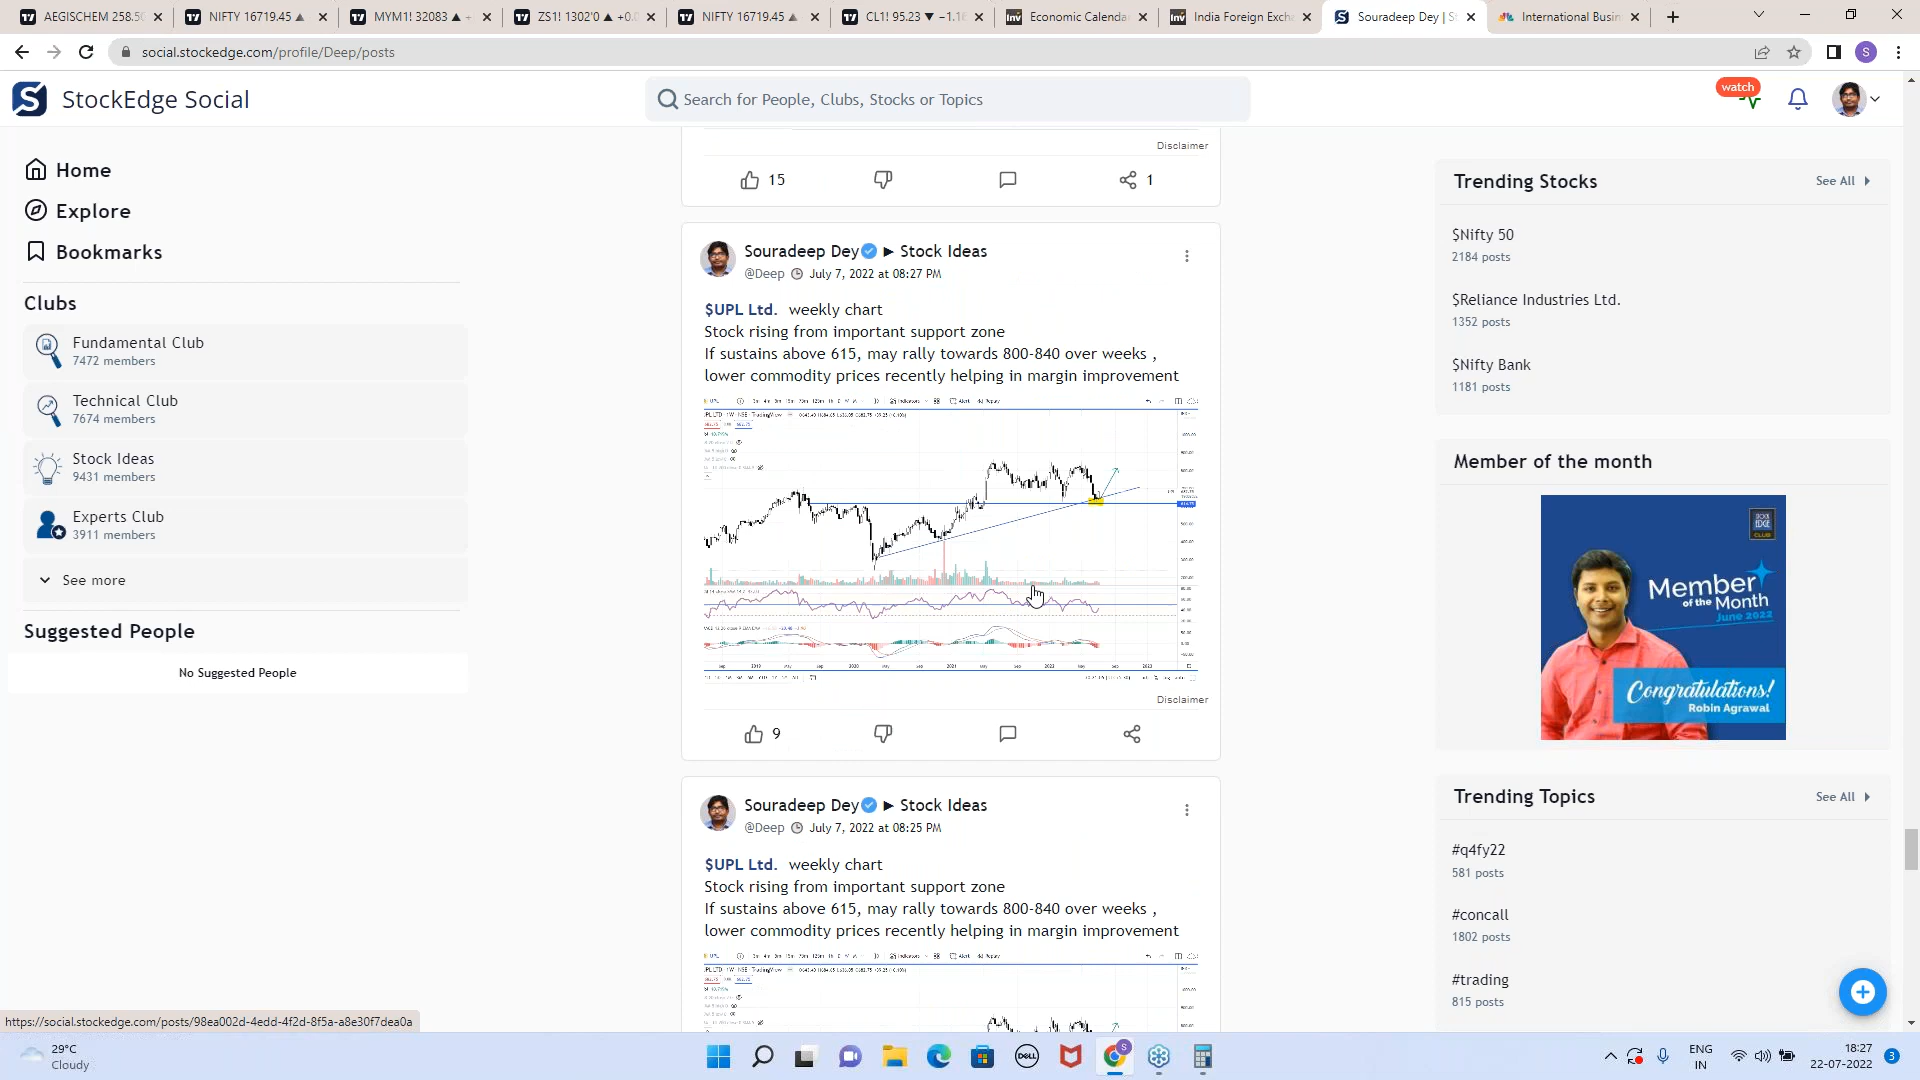 AEGISCHEM 258.50
NIFTY 16719.45 ▲
MYM1! 32083 ▲ +
ZS1! 1302'0 ▲ +0.0
NIFTY 16719.45 ▲
CL1! 95.23 ▼ −1.18
Economic Calenda
India Foreign Exch
Souradeep Dey | S
International Busin
social.stockedge.com/profile/Deep/posts
StockEdge Social
Search for People, Clubs, Stocks or Topics
watch
Home
Explore
Bookmarks
Clubs
Fundamental Club
7472 members
Technical Club
7674 members
Stock Ideas
9431 members
Experts Club
3911 members
See more
Suggested People
No Suggested People
Disclaimer
15
1
Souradeep Dey ▶ Stock Ideas
@Deep July 7, 2022 at 08:27 PM
$UPL Ltd. weekly chart
Stock rising from important support zone
If sustains above 615, may rally towards 800-840 over weeks ,
lower commodity prices recently helping in margin improvement
Disclaimer
9
Souradeep Dey ▶ Stock Ideas
@Deep July 7, 2022 at 08:25 PM
$UPL Ltd. weekly chart
Stock rising from important support zone
If sustains above 615, may rally towards 800-840 over weeks ,
lower commodity prices recently helping in margin improvement
Trending Stocks
See All
$Nifty 50
2184 posts
$Reliance Industries Ltd.
1352 posts
$Nifty Bank
1181 posts
Member of the month
STOCK EDGE CLUB
Member
of the Month
June 2022
Congratulations!
Robin Agrawal
Trending Topics
See All
#q4fy22
581 posts
#concall
1802 posts
#trading
815 posts
https://social.stockedge.com/posts/98ea002d-4edd-4f2d-8f5a-a8e30f7dea0a
29°C
Cloudy
DELL
ENG
IN
18:27
22-07-2022
3